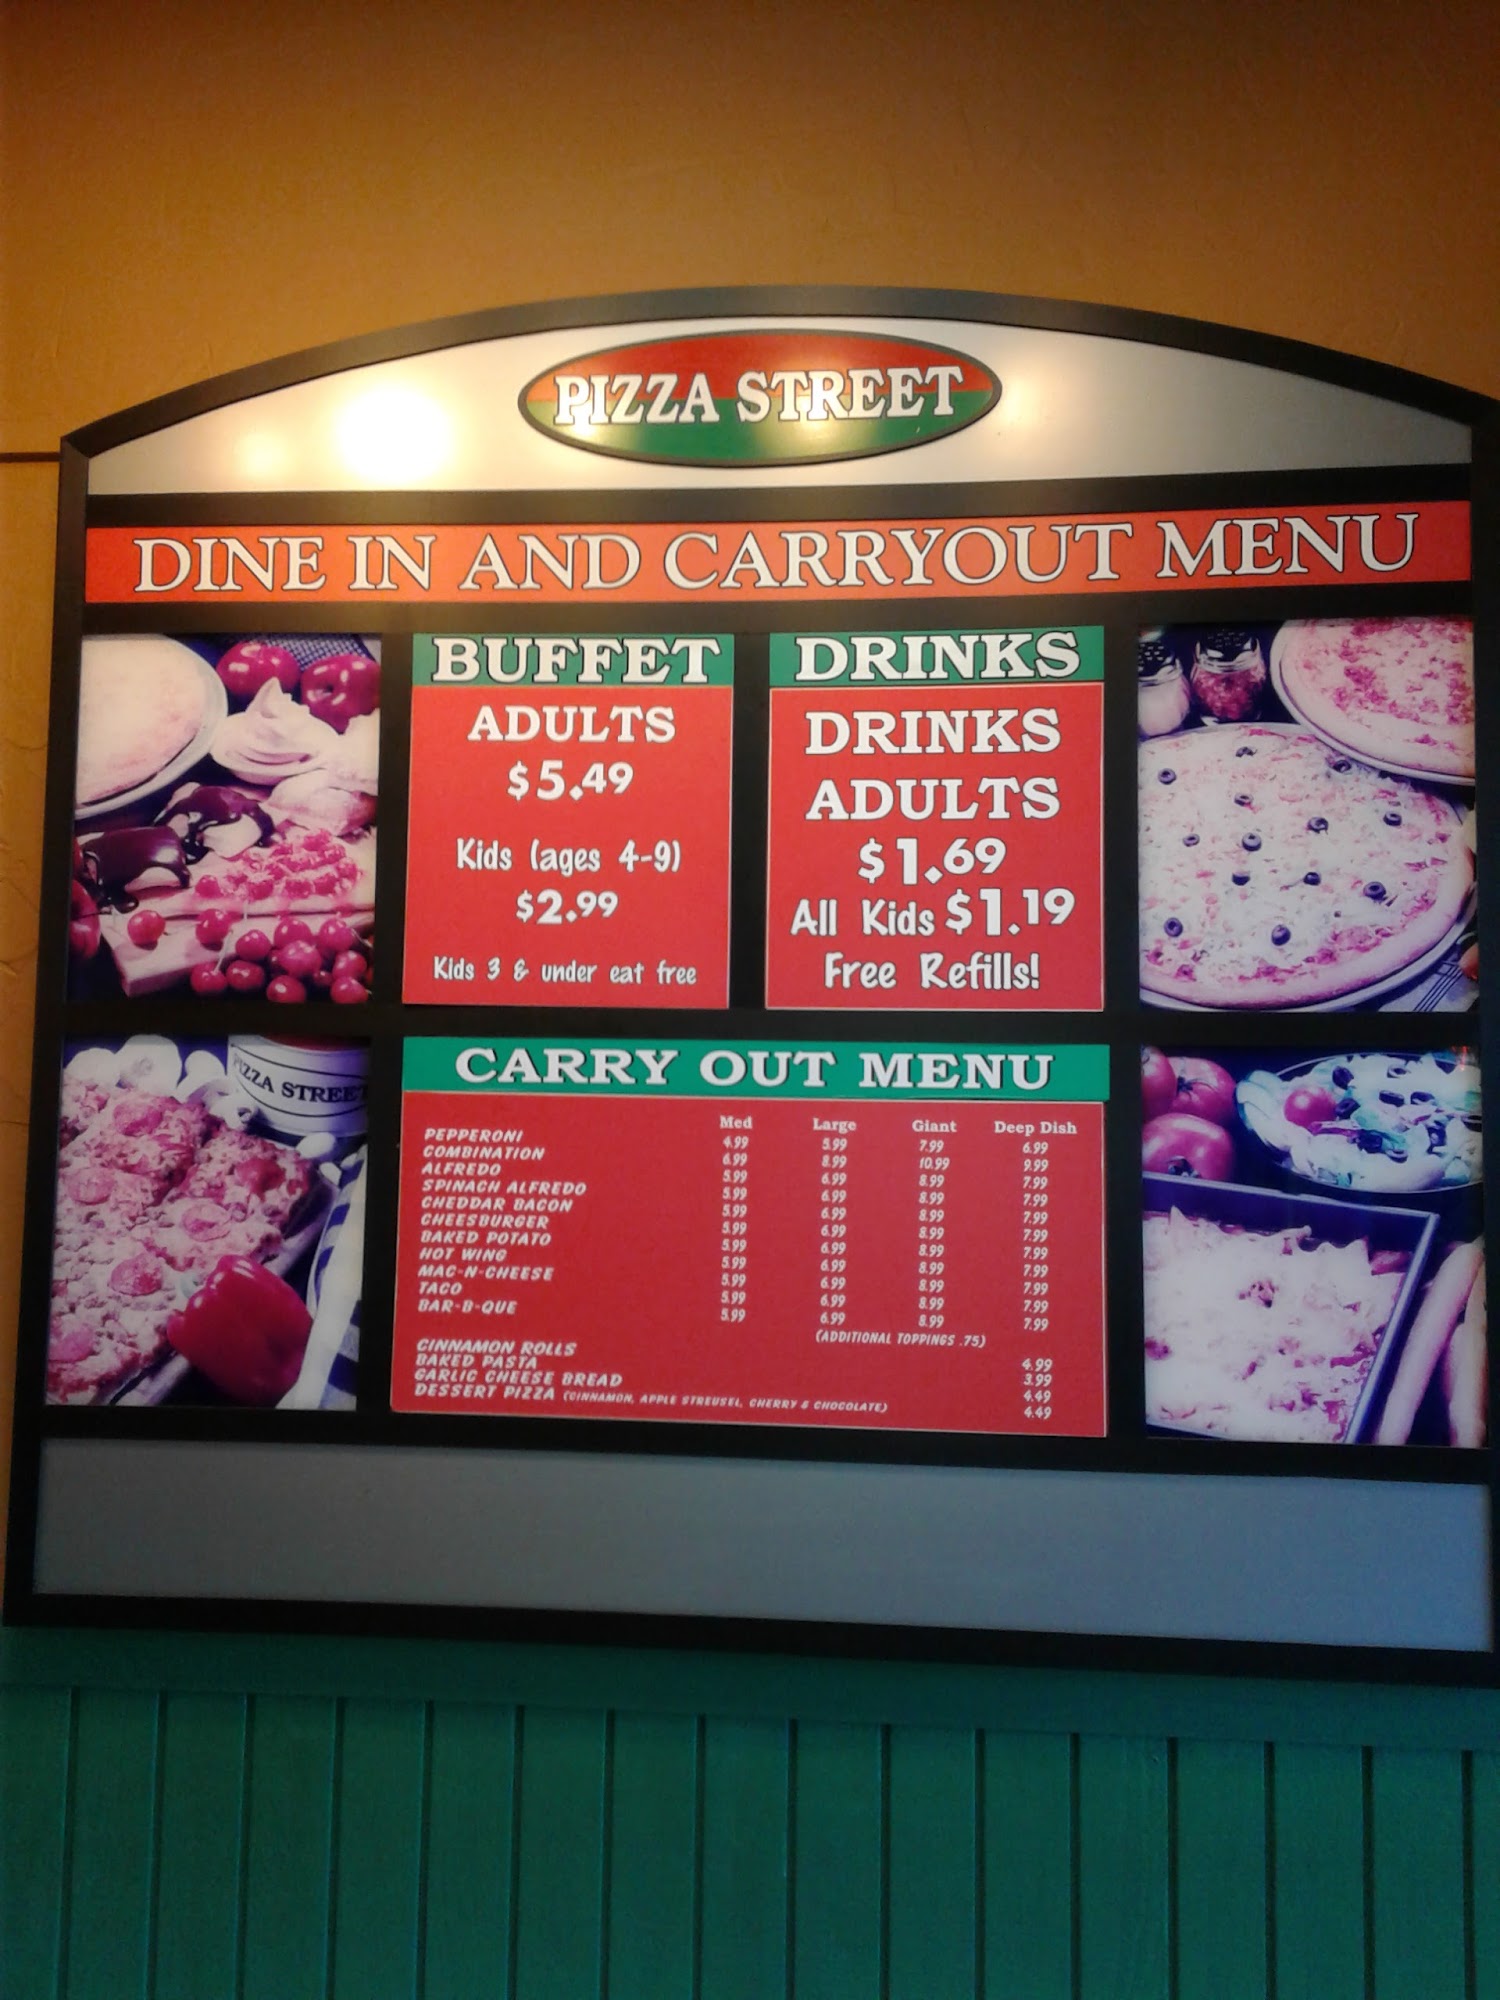 PIZZA STREET
DINE IN AND CARRYOUT MENU
BUFFET
ADULTS
$5.49
Kids (ages 4-9)
$2.99
Kids 3 & under eat free
DRINKS
DRINKS
ADULTS
$1.69
All Kids $1.19
Free Refills!
PIZZA STREET
CARRY OUT MENU
Med Large Giant Deep Dish
PEPPERONI 4.99 5.99 7.99 6.99
COMBINATION 6.99 8.99 10.99 9.99
ALFREDO 5.99 6.99 8.99 7.99
SPINACH ALFREDO 5.99 6.99 8.99 7.99
CHEDDAR BACON 5.99 6.99 8.99 7.99
CHEESBURGER 5.99 6.99 8.99 7.99
BAKED POTATO 5.99 6.99 8.99 7.99
HOT WING 5.99 6.99 8.99 7.99
MAC-N-CHEESE 5.99 6.99 8.99 7.99
TACO 5.99 6.99 8.99 7.99
BAR-B-QUE 5.99 6.99 8.99 7.99
(ADDITIONAL TOPPINGS .75)
CINNAMON ROLLS 4.99
BAKED PASTA 3.99
GARLIC CHEESE BREAD 4.49
DESSERT PIZZA (CINNAMON, APPLE STREUSEL, CHERRY & CHOCOLATE) 4.49